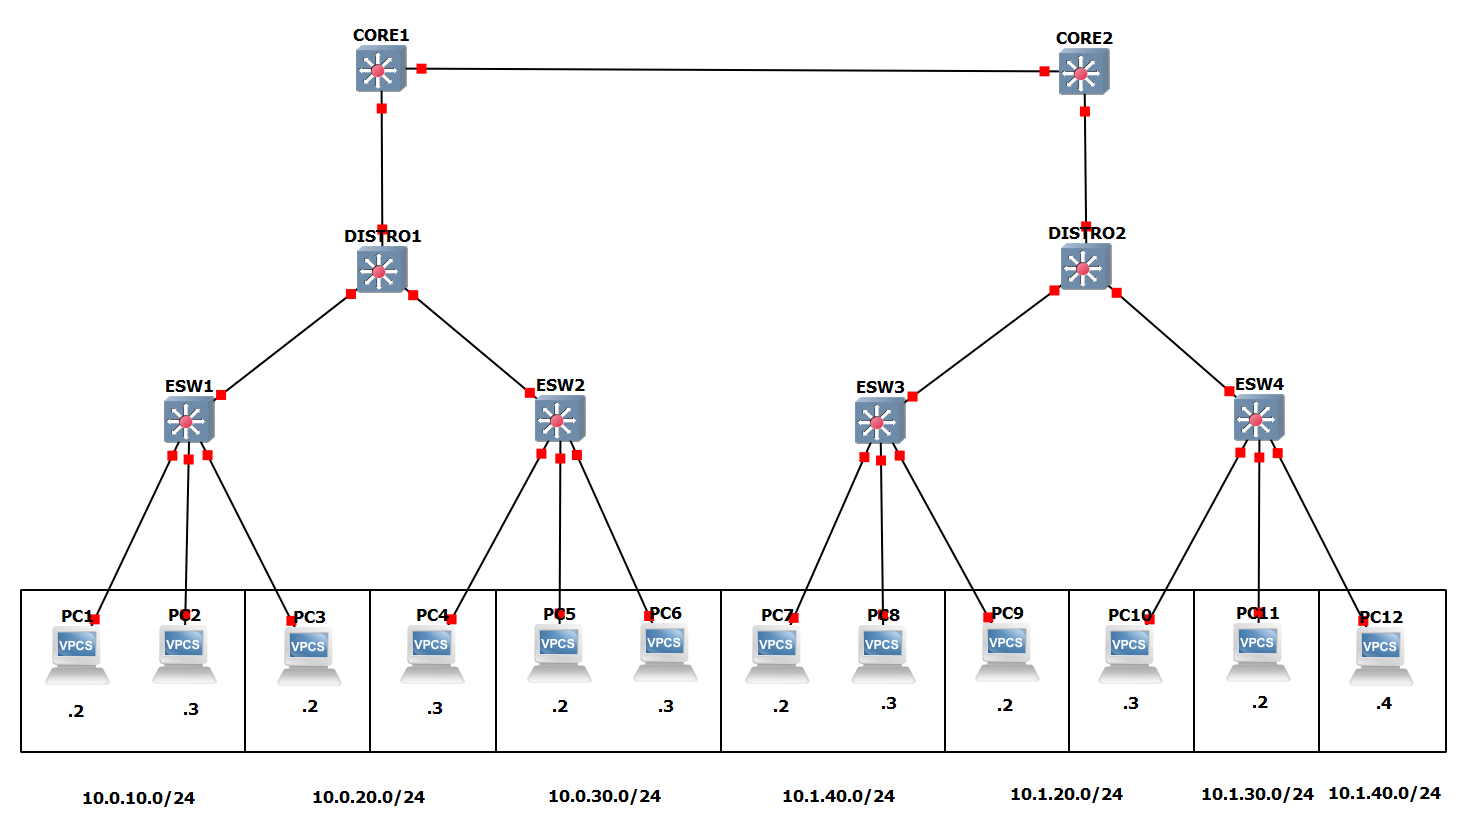 CORE1
CORE2
DISTRO1
DISTRO2
ESW1
ESW2
ESW3
ESW4
PC1
PC2
PC3
PC4
PC5
PC6
PC7
PC8
PC9
PC10
PC11
PC12
VPCS
VPCS
VPCS
VPCS
VPCS
VPCS
VPCS
VPCS
VPCS
VPCS
VPCS
VPCS
.2
.3
.2
.3
.2
.3
.2
.3
.2
.3
.2
.4
10.0.10.0/24
10.0.20.0/24
10.0.30.0/24
10.1.40.0/24
10.1.20.0/24
10.1.30.0/24
10.1.40.0/24